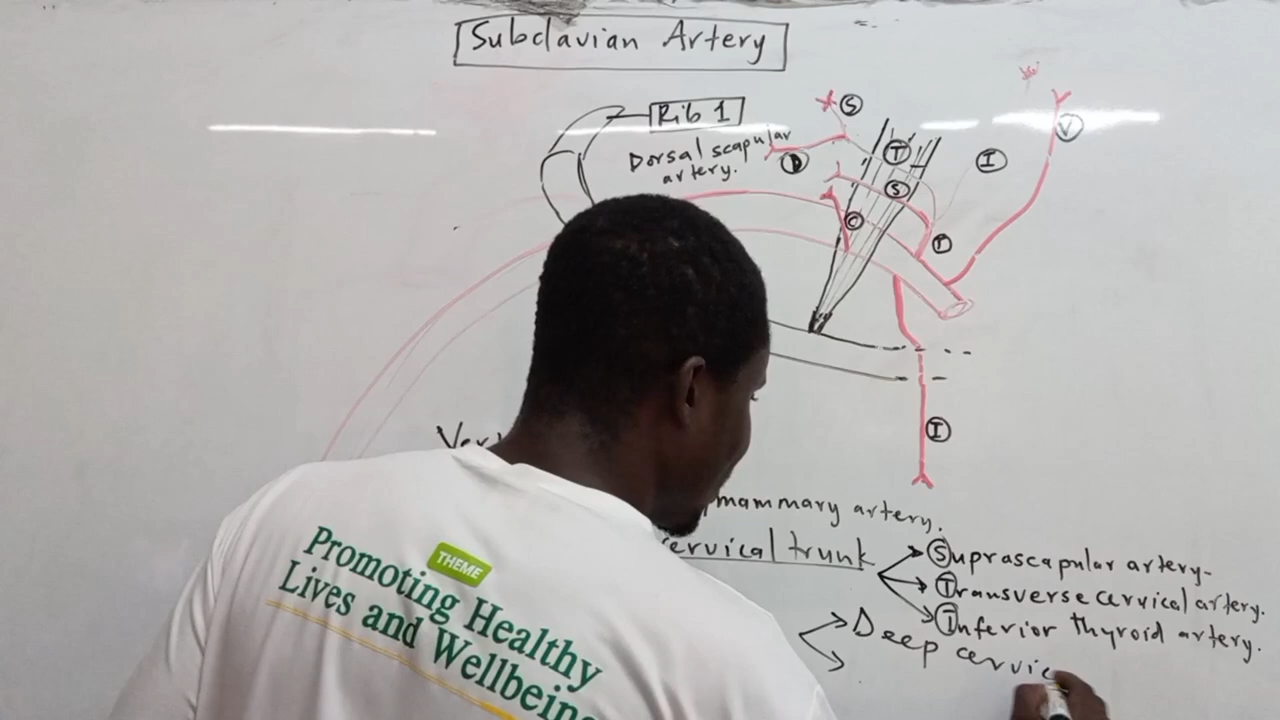 Subclavian Artery
Rib 1
Dorsal scapular
artery.
S
D
T
S
C
I
V
I
mammary artery.
ervical trunk
Suprascapular artery-
Transverse cervical artery.
Inferior thyroid artery.
Deep cervic
THEME
Promoting Healthy
Lives and Wellbeing